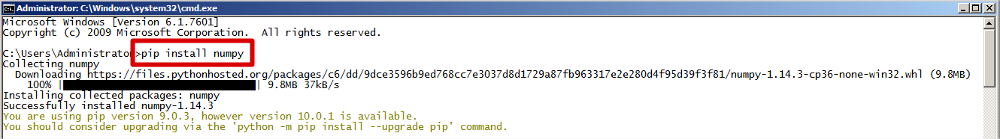 Administrator: C:\Windows\system32\cmd.exe
Microsoft Windows [Version 6.1.7601]
Copyright (c) 2009 Microsoft Corporation.  All rights reserved.
C:\Users\Administrator>pip install numpy
Collecting numpy
  Downloading https://files.pythonhosted.org/packages/c6/dd/9dce3596b9ed768cc7e3037d8d1729a87fb963317e2e280d4f95d39f3f81/numpy-1.14.3-cp36-none-win32.whl (9.8MB)
    100% |████████████████████████████████| 9.8MB 37kB/s
Installing collected packages: numpy
Successfully installed numpy-1.14.3
You are using pip version 9.0.3, however version 10.0.1 is available.
You should consider upgrading via the 'python -m pip install --upgrade pip' command.